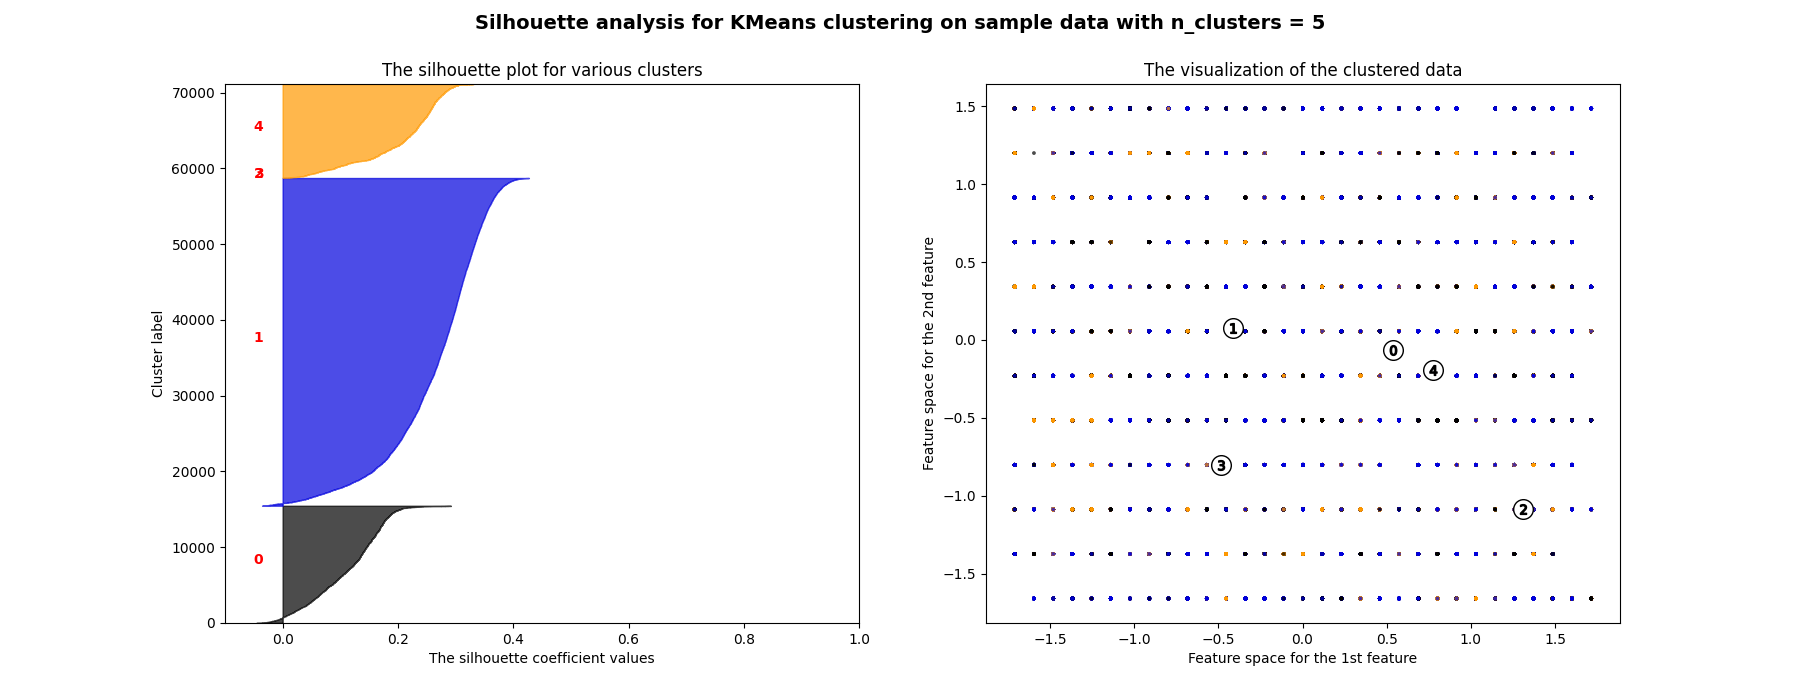 Silhouette analysis for KMeans clustering on sample data with n_clusters = 5
The silhouette plot for various clusters
70000
60000
50000
40000
30000
20000
10000
0
4
2
3
1
0
Cluster label
0.0 0.2 0.4 0.6 0.8 1.0
The silhouette coefficient values
The visualization of the clustered data
1.5
1.0
0.5
0.0
−0.5
−1.0
−1.5
Feature space for the 2nd feature
1
0
4
3
2
−1.5 −1.0 −0.5 0.0 0.5 1.0 1.5
Feature space for the 1st feature